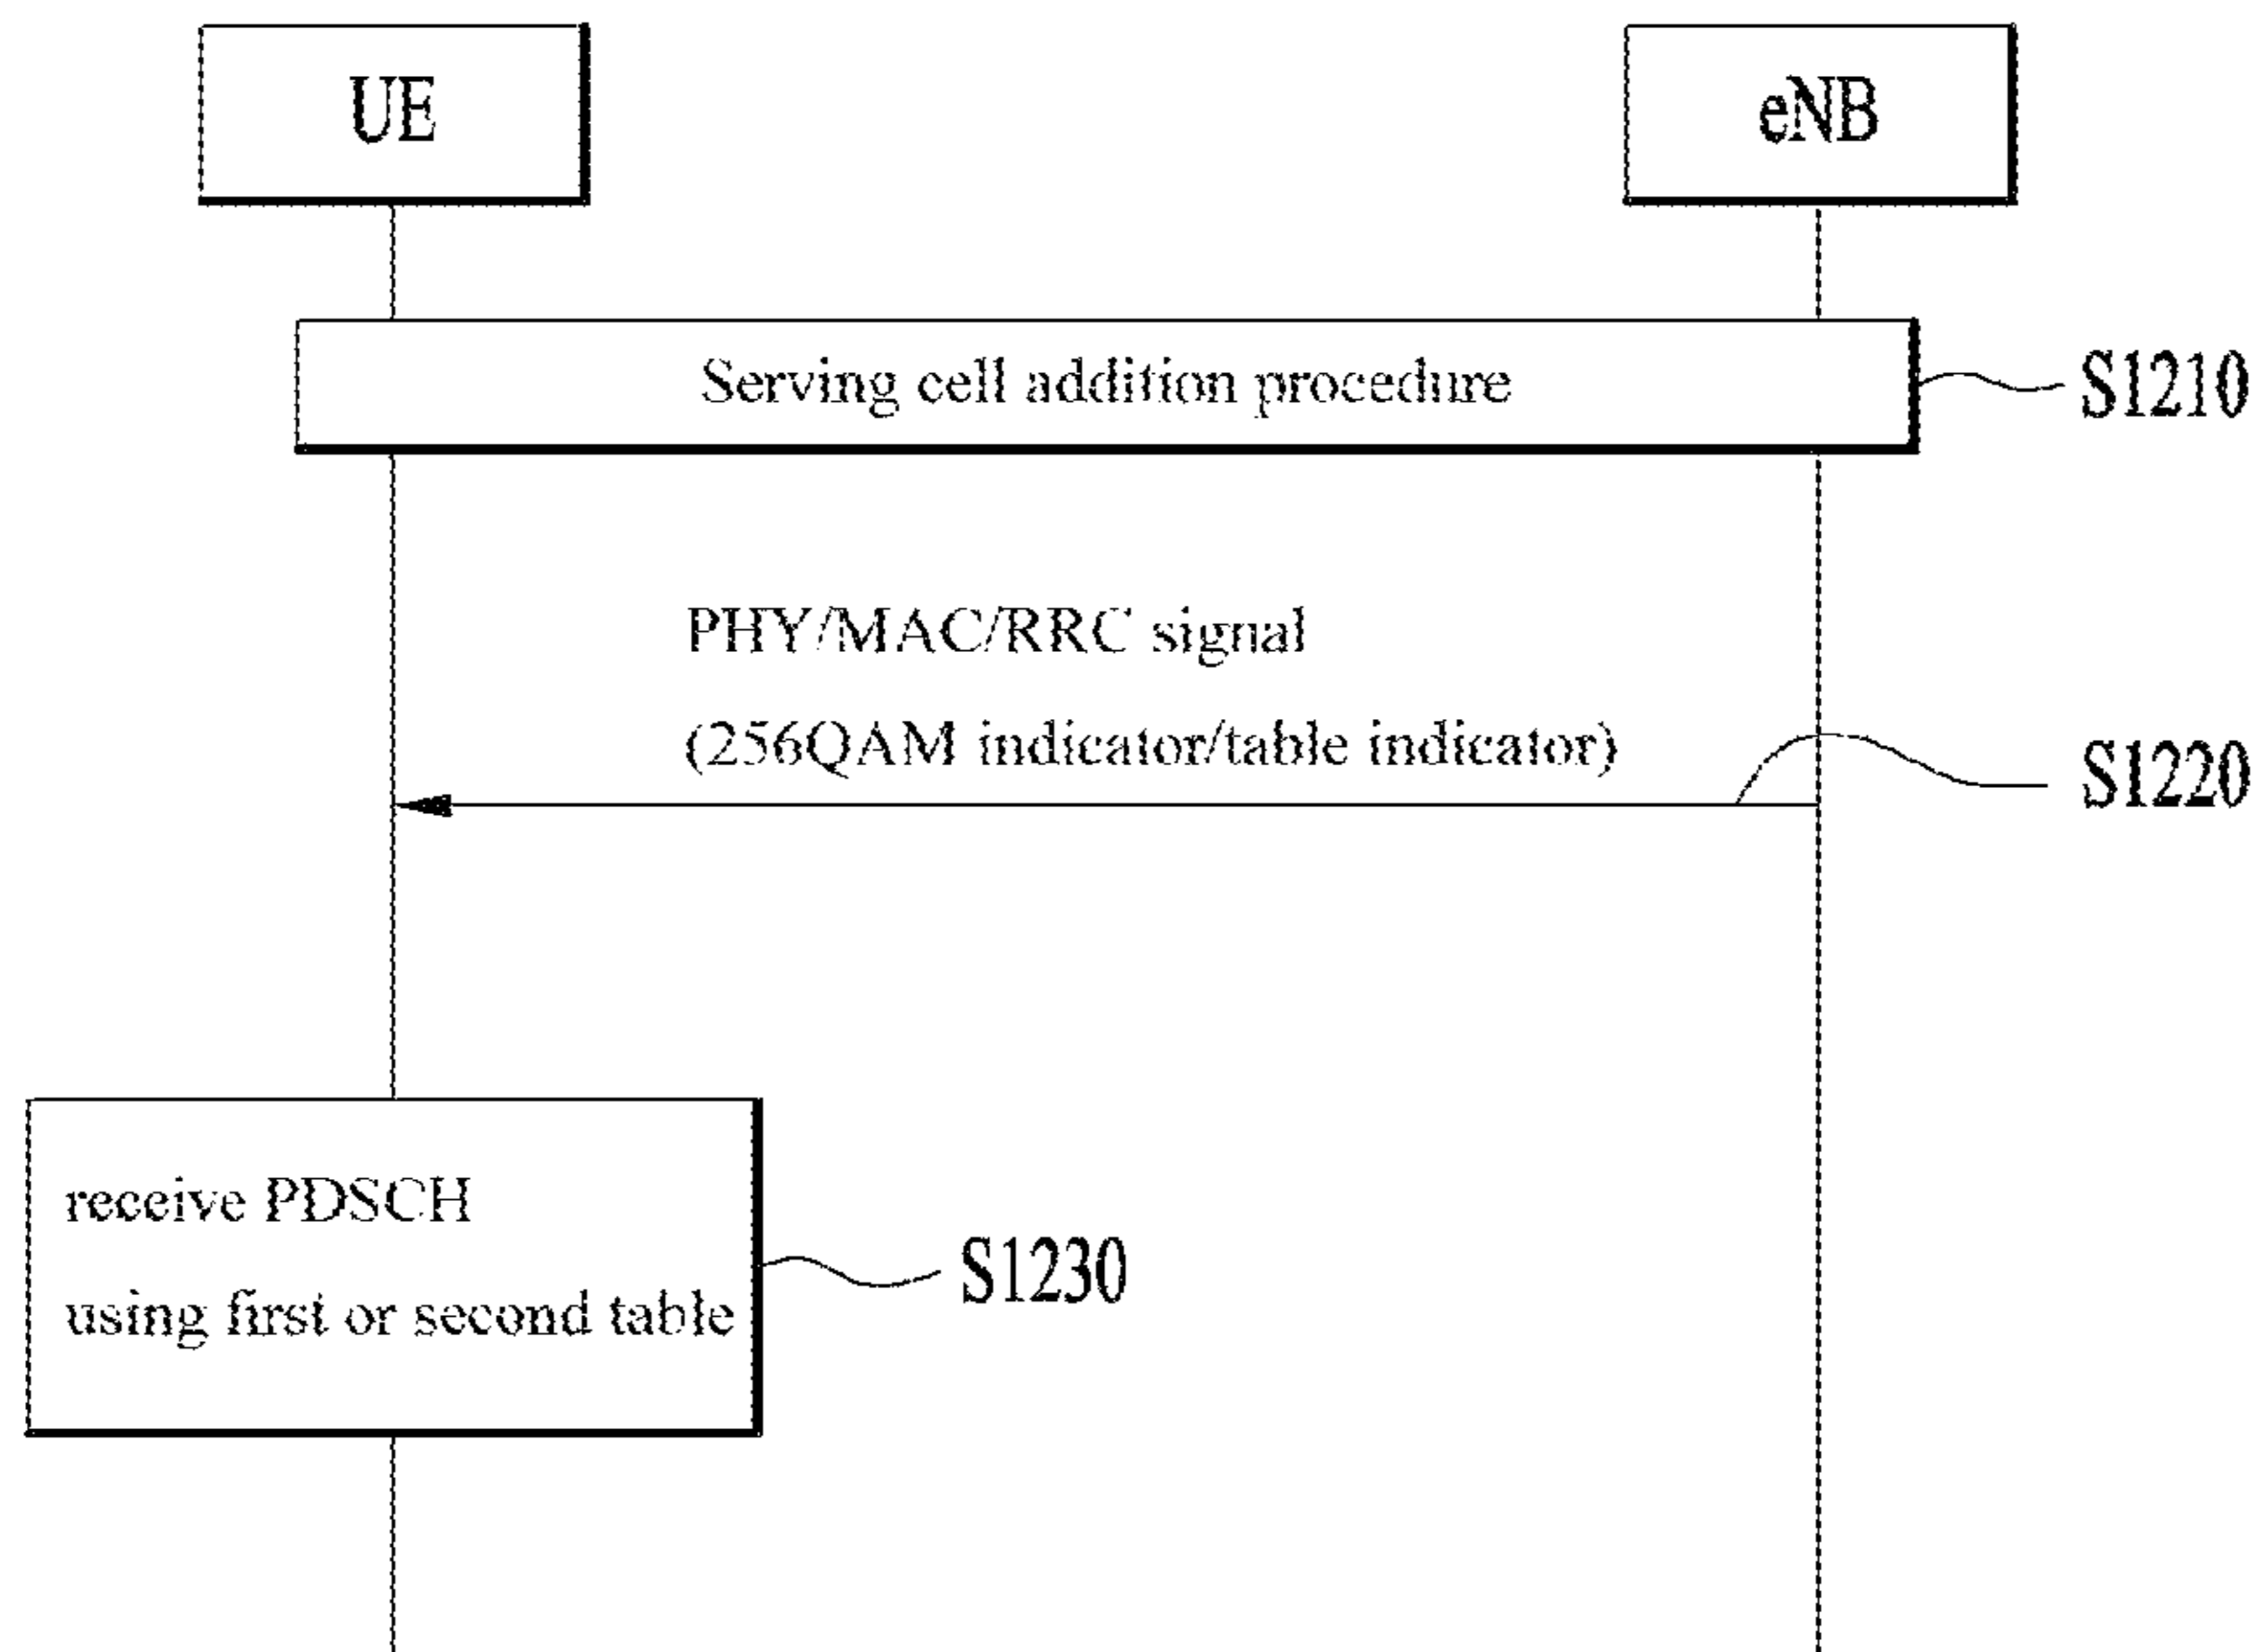 UE
eNB
Serving cell addition procedure
S1210
PHY/MAC/RRC signal
(256QAM indicator/table indicator)
S1220
receive PDSCH
using first or second table
S1230